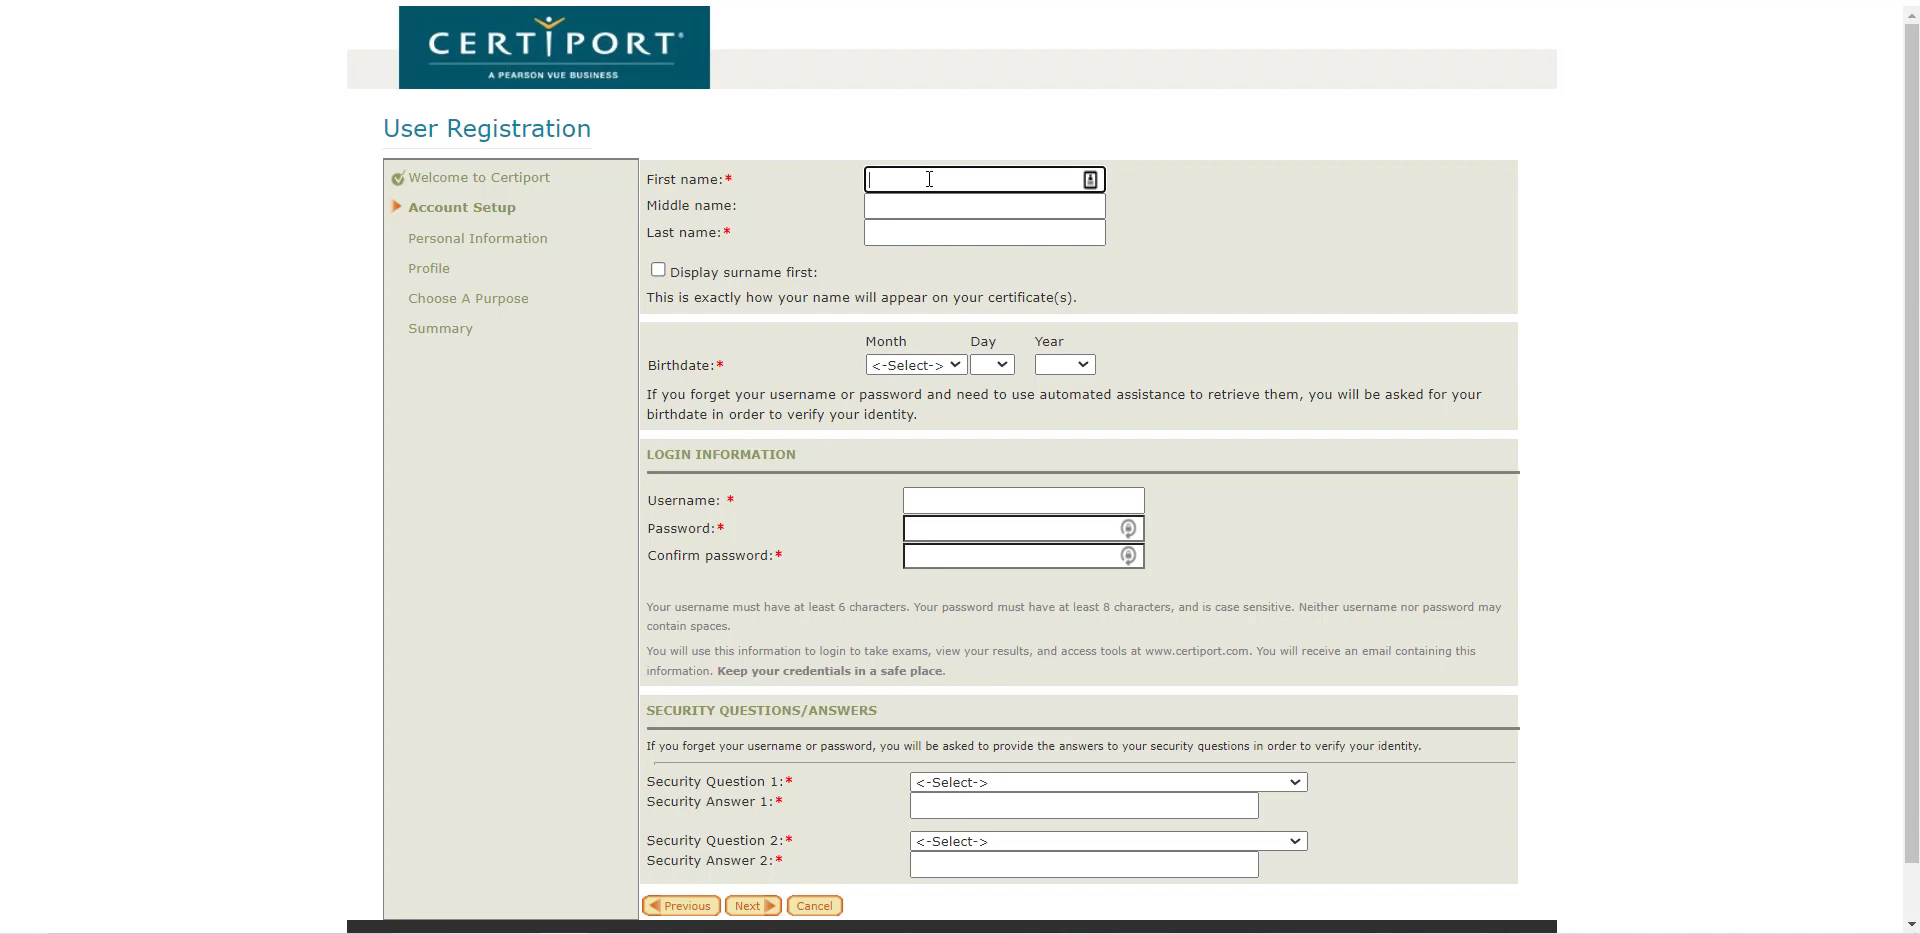 CERTIPORT
A PEARSON VUE BUSINESS
User Registration
Welcome to Certiport
Account Setup
Personal Information
Profile
Choose A Purpose
Summary
First name:*
Middle name:
Last name:*
Display surname first:
This is exactly how your name will appear on your certificate(s).
Month Day Year
Birthdate:* <-Select->
If you forget your username or password and need to use automated assistance to retrieve them, you will be asked for your
birthdate in order to verify your identity.
LOGIN INFORMATION
Username: *
Password:*
Confirm password:*
Your username must have at least 6 characters. Your password must have at least 8 characters, and is case sensitive. Neither username nor password may
contain spaces.
You will use this information to login to take exams, view your results, and access tools at www.certiport.com. You will receive an email containing this
information. Keep your credentials in a safe place.
SECURITY QUESTIONS/ANSWERS
If you forget your username or password, you will be asked to provide the answers to your security questions in order to verify your identity.
Security Question 1:* <-Select->
Security Answer 1:*
Security Question 2:* <-Select->
Security Answer 2:*
Previous Next Cancel